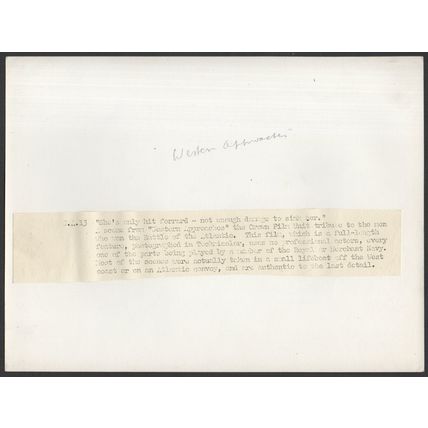 "Western Approaches"
"She's only hit forward - not enough damage to sink her."
A scene from "Western Approaches" the Crown Film Unit tribute to the men
who won the Battle of the Atlantic. This film, which is a full-length
feature, photographed in Technicolor, uses no professional actors, every
one of the parts being played by a member of the Royal or Merchant Navy.
Most of the scenes were actually taken in a small lifeboat off the West
coast or on an Atlantic convoy, and are authentic to the last detail.